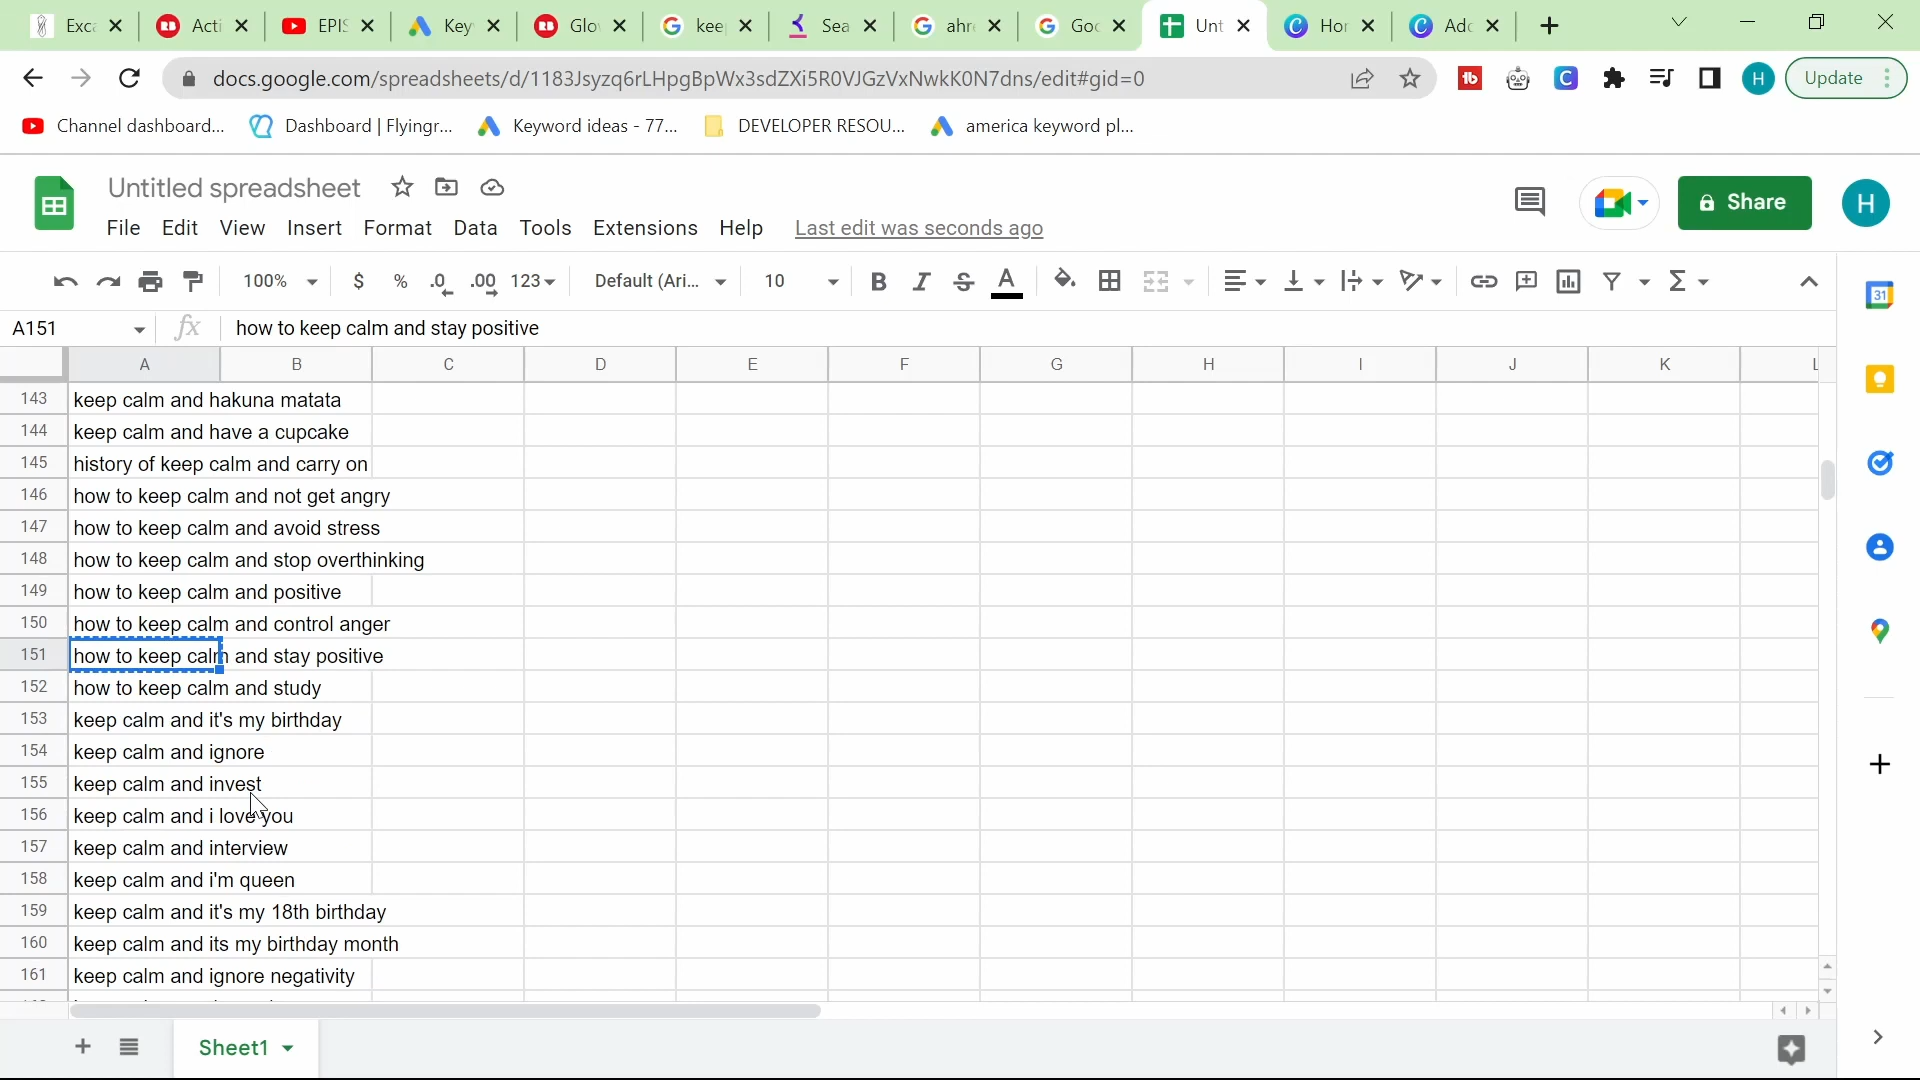 Exca
Acti
EPIS
Key
Glo
kee
Sea
ahr
Goo
Unt
Hor
Adc
docs.google.com/spreadsheets/d/1183Jsyzq6rLHpgBpWx3sdZXi5R0VJGzVxNwkK0N7dns/edit#gid=0
tb
C
H
Update
Channel dashboard...
Dashboard | Flyingr...
Keyword ideas - 77...
DEVELOPER RESOU...
america keyword pl...
Untitled spreadsheet
File Edit View Insert Format Data Tools Extensions Help Last edit was seconds ago
Share
H
100% $ % .0 .00 123 Default (Ari... 10 B I S A Σ
31
A151 fx how to keep calm and stay positive
A B C D E F G H I J K L
143 keep calm and hakuna matata
144 keep calm and have a cupcake
145 history of keep calm and carry on
146 how to keep calm and not get angry
147 how to keep calm and avoid stress
148 how to keep calm and stop overthinking
149 how to keep calm and positive
150 how to keep calm and control anger
151 how to keep calm and stay positive
152 how to keep calm and study
153 keep calm and it's my birthday
154 keep calm and ignore
155 keep calm and invest
156 keep calm and i love you
157 keep calm and interview
158 keep calm and i'm queen
159 keep calm and it's my 18th birthday
160 keep calm and its my birthday month
161 keep calm and ignore negativity
Sheet1